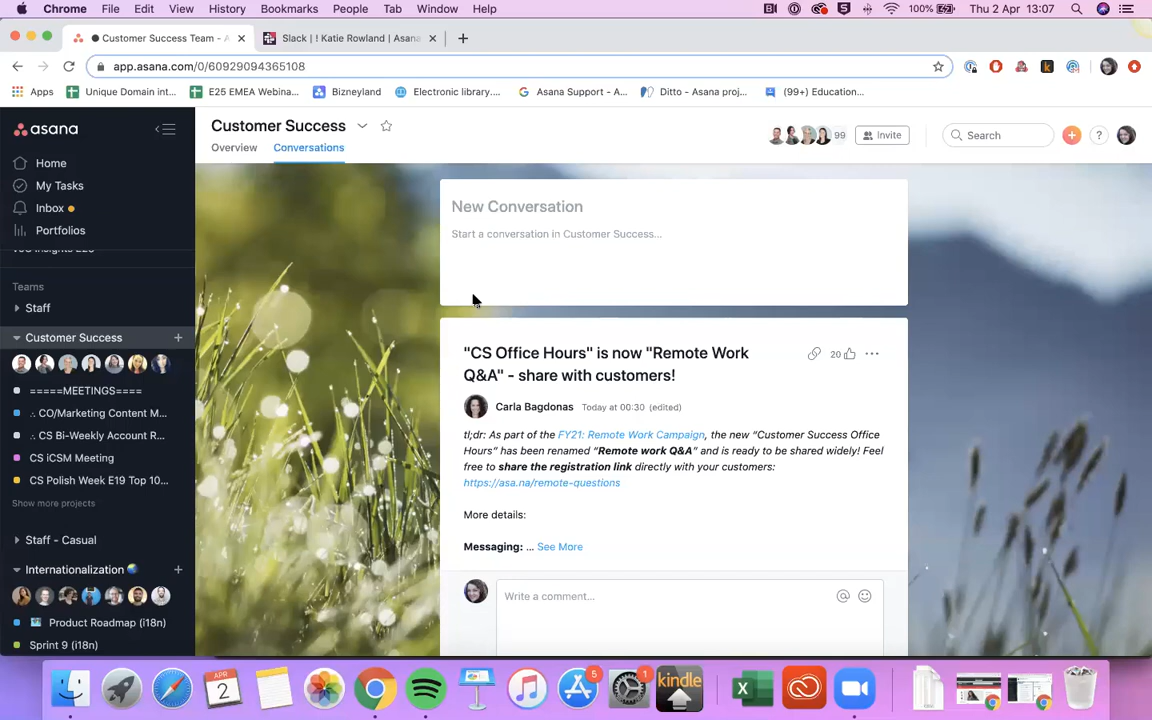 Chrome File Edit View History Bookmarks People Tab Window Help 100% Thu 2 Apr 13:07
Customer Success Team - A Slack | ! Katie Rowland | Asana
app.asana.com/0/60929094365108
Apps Unique Domain int... E25 EMEA Webina... Bizneyland Electronic library.... Asana Support - A... Ditto - Asana proj... (99+) Education...
asana
Customer Success
99 Invite Search ?
Overview Conversations
Home
My Tasks
Inbox
Portfolios
Teams
Staff
Customer Success
=====MEETINGS====
.: CO/Marketing Content M...
.: CS Bi-Weekly Account R...
CS iCSM Meeting
CS Polish Week E19 Top 10...
Show more projects
Staff - Casual
Internationalization
Product Roadmap (i18n)
Sprint 9 (i18n)
New Conversation
Start a conversation in Customer Success...
"CS Office Hours" is now "Remote Work
Q&A" - share with customers!
20
Carla Bagdonas Today at 00:30 (edited)
tl;dr: As part of the FY21: Remote Work Campaign, the new "Customer Success Office
Hours" has been renamed "Remote work Q&A" and is ready to be shared widely! Feel
free to share the registration link directly with your customers:
https://asa.na/remote-questions
More details:
Messaging: ... See More
Write a comment...
APR
2
5
1
kindle